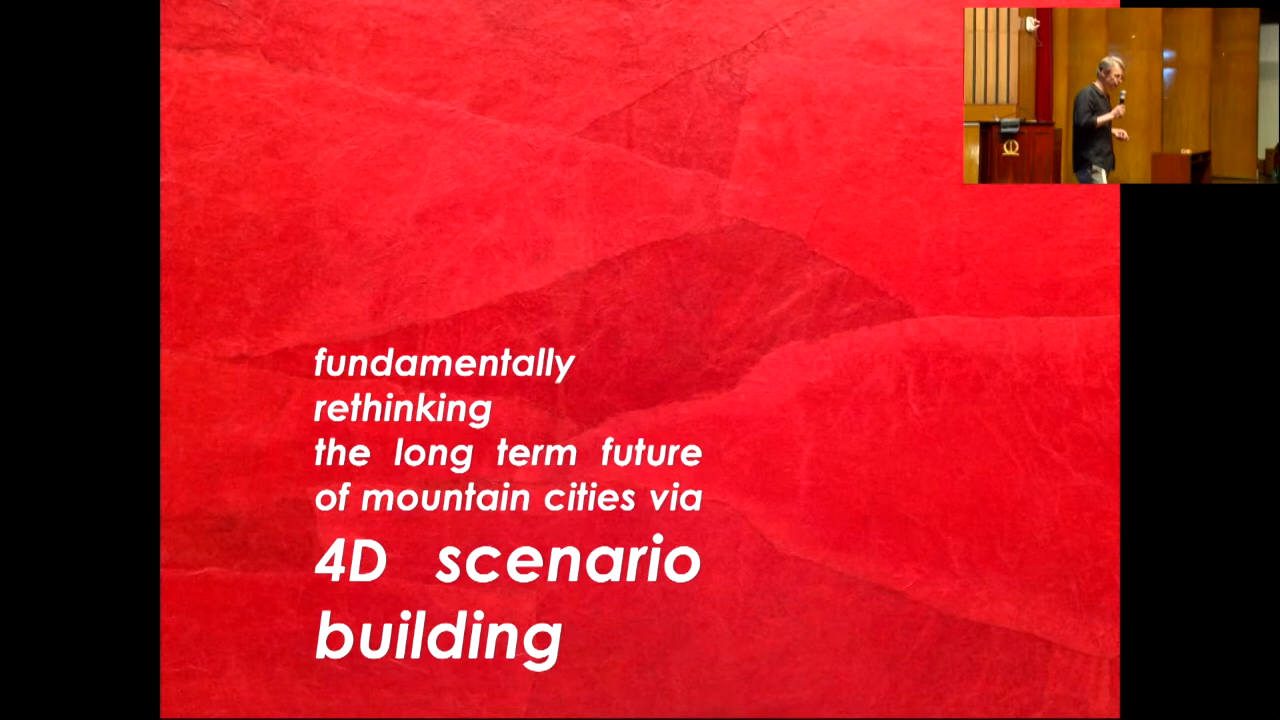 fundamentally
rethinking
the long term future
of mountain cities via
4D scenario
building